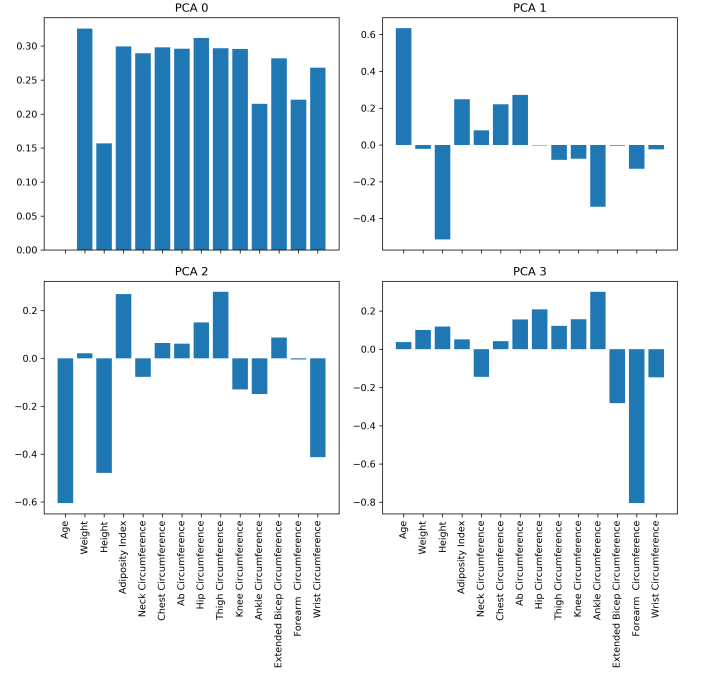 PCA 0
0.30
0.25
0.20
0.15
0.10
0.05
0.00
PCA 1
0.6
0.4
0.2
0.0
−0.2
−0.4
PCA 2
0.2
0.0
−0.2
−0.4
−0.6
Age
Weight
Height
Adiposity Index
Neck Circumference
Chest Circumference
Ab Circumference
Hip Circumference
Thigh Circumference
Knee Circumference
Ankle Circumference
Extended Bicep Circumference
Forearm  Circumference
Wrist Circumference
PCA 3
0.2
0.0
−0.2
−0.4
−0.6
−0.8
Age
Weight
Height
Adiposity Index
Neck Circumference
Chest Circumference
Ab Circumference
Hip Circumference
Thigh Circumference
Knee Circumference
Ankle Circumference
Extended Bicep Circumference
Forearm  Circumference
Wrist Circumference